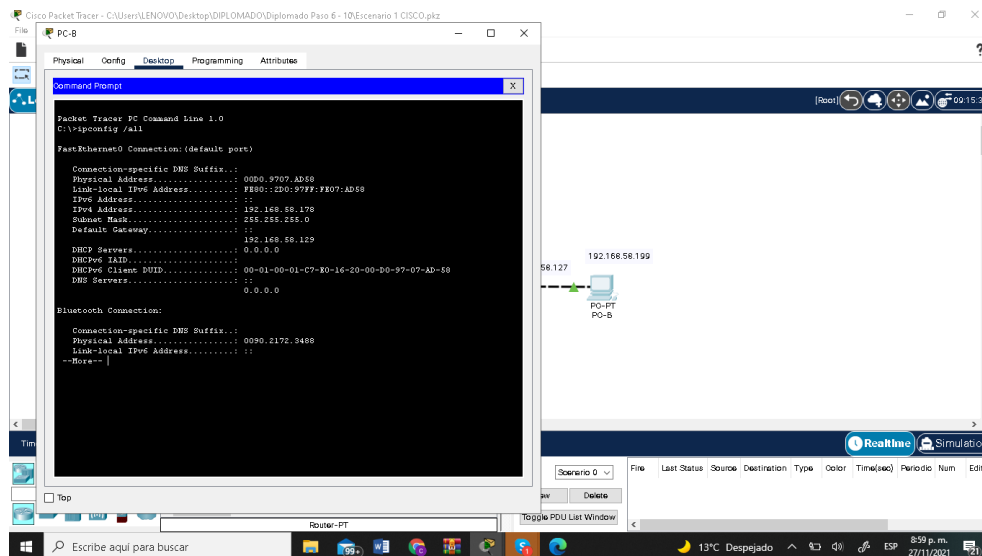 Cisco Packet Tracer - C:\Users\LENOVO\Desktop\DIPLOMADO\Diplomado Paso 6 - 10\Escenario 1 CISCO.pkz
File
PC-B
Physical Config Desktop Programming Attributes
Command Prompt
X
[Root]
09:15:3
Packet Tracer PC Command Line 1.0
C:\>ipconfig /all
FastEthernet0 Connection:(default port)
Connection-specific DNS Suffix..:
Physical Address................: 00D0.9707.AD58
Link-local IPv6 Address.........: FE80::2D0:97FF:FE07:AD58
IPv6 Address....................: ::
IPv4 Address....................: 192.168.58.178
Subnet Mask.....................: 255.255.255.0
Default Gateway.................: ::
192.168.58.129
DHCP Servers....................: 0.0.0.0
DHCPv6 IAID.....................:
DHCPv6 Client DUID..............: 00-01-00-01-C7-E0-16-20-00-D0-97-07-AD-58
DNS Servers.....................: ::
0.0.0.0
Bluetooth Connection:
Connection-specific DNS Suffix..:
Physical Address................: 0090.2172.3488
Link-local IPv6 Address.........: ::
--More--
192.168.58.199
58.127
PC-PT
PC-B
Tim
Realtime
Simulatio
Scenario 0
Fire Last Status Source Destination Type Color Time(sec) Periodic Num Edit
Delete
Toggle PDU List Window
Top
Router-PT
Escribe aquí para buscar
99+
13°C Despejado
ESP
8:59 p. m.
27/11/2021